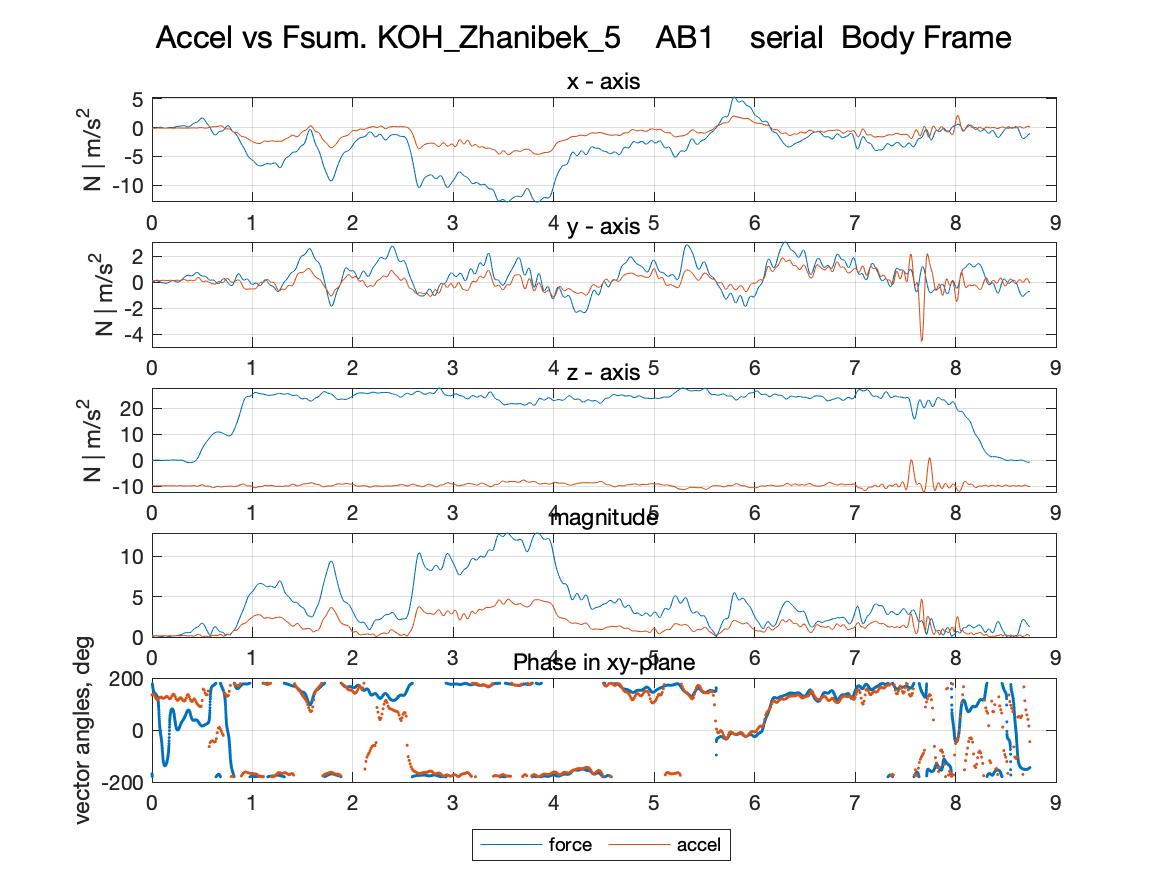 Accel vs Fsum. KOH_Zhanibek_5 AB1 serial Body Frame
x - axis
N | m/s2
5
0
-5
-10
0 1 2 3 4 5 6 7 8 9
y - axis
N | m/s2
2
0
-2
-4
0 1 2 3 4 5 6 7 8 9
z - axis
N | m/s2
20
10
0
-10
0 1 2 3 4 5 6 7 8 9
magnitude
10
5
0
0 1 2 3 4 5 6 7 8 9
Phase in xy-plane
vector angles, deg
200
0
-200
0 1 2 3 4 5 6 7 8 9
force accel